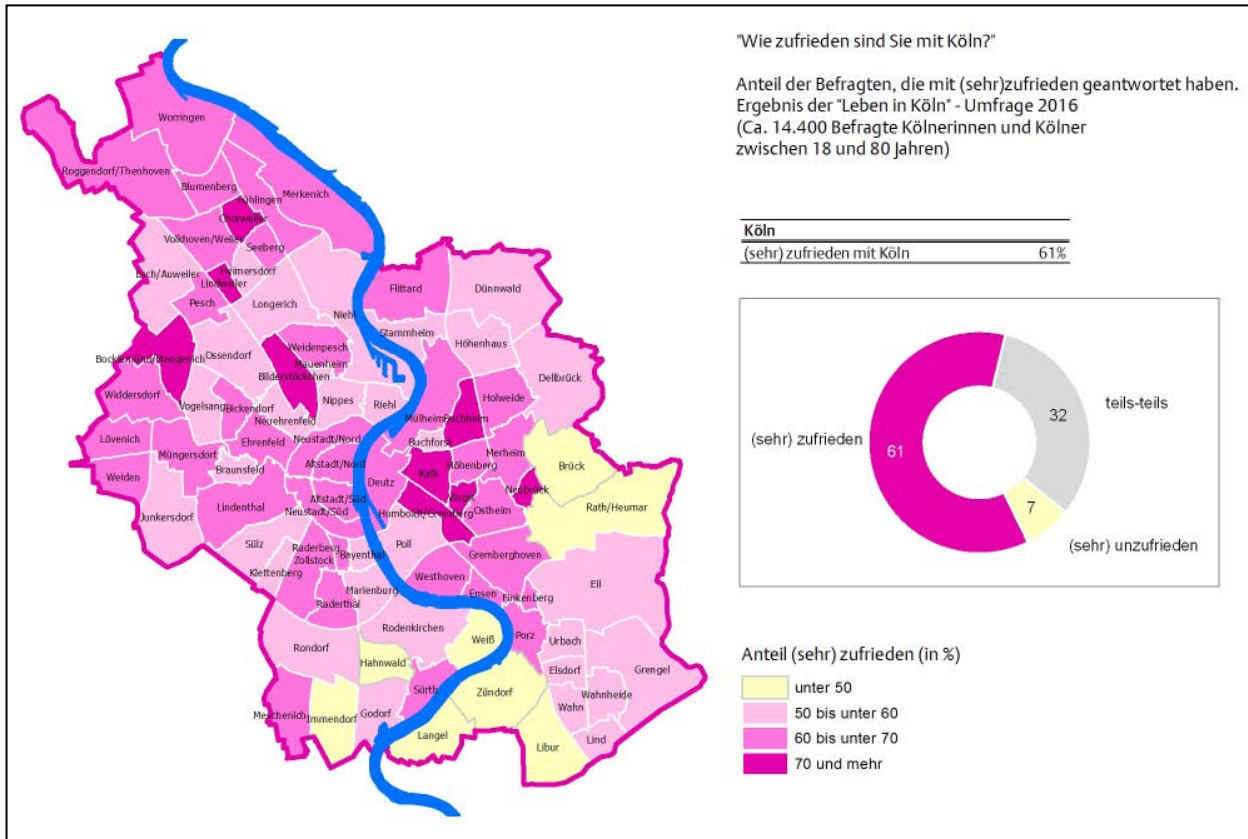 "Wie zufrieden sind Sie mit Köln?"
Anteil der Befragten, die mit (sehr)zufrieden geantwortet haben.
Ergebnis der "Leben in Köln" - Umfrage 2016
(Ca. 14.400 Befragte Kölnerinnen und Kölner
zwischen 18 und 80 Jahren)
Köln
(sehr) zufrieden mit Köln 61%
(sehr) zufrieden
61
32
teils-teils
7
(sehr) unzufrieden
Anteil (sehr) zufrieden (in %)
unter 50
50 bis unter 60
60 bis unter 70
70 und mehr
Worringen
Roggendorf/Thenhoven
Blumenberg
Fühlingen
Merkenich
Chorweiler
Volkhoven/Weiler
Seeberg
Esch/Auweiler
Heimersdorf
Lindweiler
Pesch
Longerich
Niehl
Flittard
Dünnwald
Stammheim
Höhenhaus
Weidenpesch
Mauenheim
Ossendorf
Bocklemünd/Mengenich
Bilderstöckchen
Dellbrück
Widdersdorf
Vogelsang
Bickendorf
Nippes
Riehl
Holweide
Neuehrenfeld
Mülheim
Buchheim
Lövenich
Ehrenfeld
Neustadt/Nord
Buchforst
Müngersdorf
Braunsfeld
Altstadt/Nord
Merheim
Höhenberg
Brück
Weiden
Deutz
Kalk
Neubrück
Vingst
Lindenthal
Altstadt/Süd
Neustadt/Süd
Humboldt/Gremberg
Ostheim
Rath/Heumar
Junkersdorf
Sülz
Raderberg
Zollstock
Bayenthal
Poll
Gremberghoven
Klettenberg
Raderthal
Marienburg
Westhoven
Ensen
Finkenberg
Eil
Rodenkirchen
Rondorf
Weiß
Porz
Urbach
Hahnwald
Elsdorf
Grengel
Sürth
Zündorf
Wahnheide
Wahn
Meschenich
Immendorf
Godorf
Langel
Libur
Lind